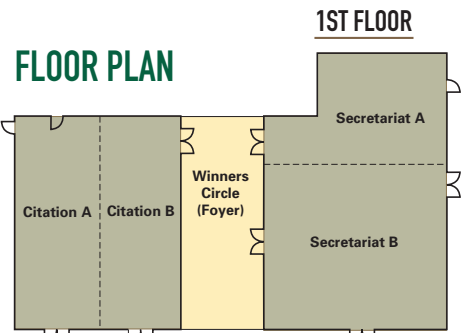 1ST FLOOR
FLOOR PLAN
Secretariat A
Winners
Circle
(Foyer)
Citation A
Citation B
Secretariat B